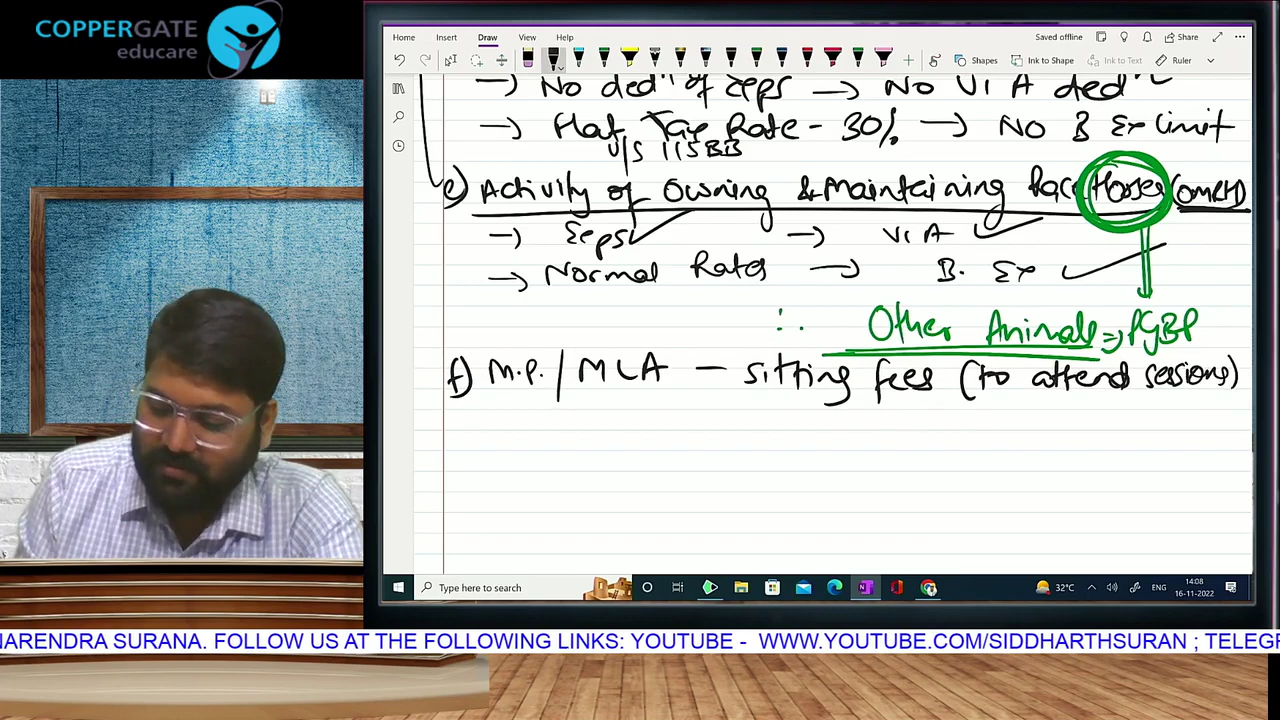 COPPERGATE
educare
Home Insert Draw View Help
Saved offline
Share
Shapes
Ink to Shape
Ink to Text
Ruler
→ No dedⁿ of Exps → No VI A dedⁿ
→ Flat Tax Rate - 30% → No B Ex limit
U/S 115BB
e) Activity of Owning & Maintaining Race Horses (OMRH)
→ Exps ✓ → VI A ✓
→ Normal Rates → B. Ex ✓
∴ Other Animals ⇒ PGBP
f) M.P. / MLA - sitting fees (to attend sessions)
Type here to search
32°C
ENG
14:08
16-11-2022
NARENDRA SURANA. FOLLOW US AT THE FOLLOWING LINKS: YOUTUBE - WWW.YOUTUBE.COM/SIDDHARTHSURAN ; TELEGR